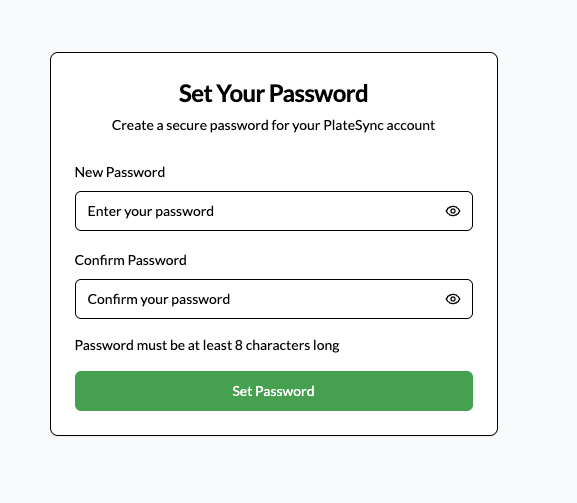 Set Your Password
Create a secure password for your PlateSync account
New Password
Enter your password
Confirm Password
Confirm your password
Password must be at least 8 characters long
Set Password